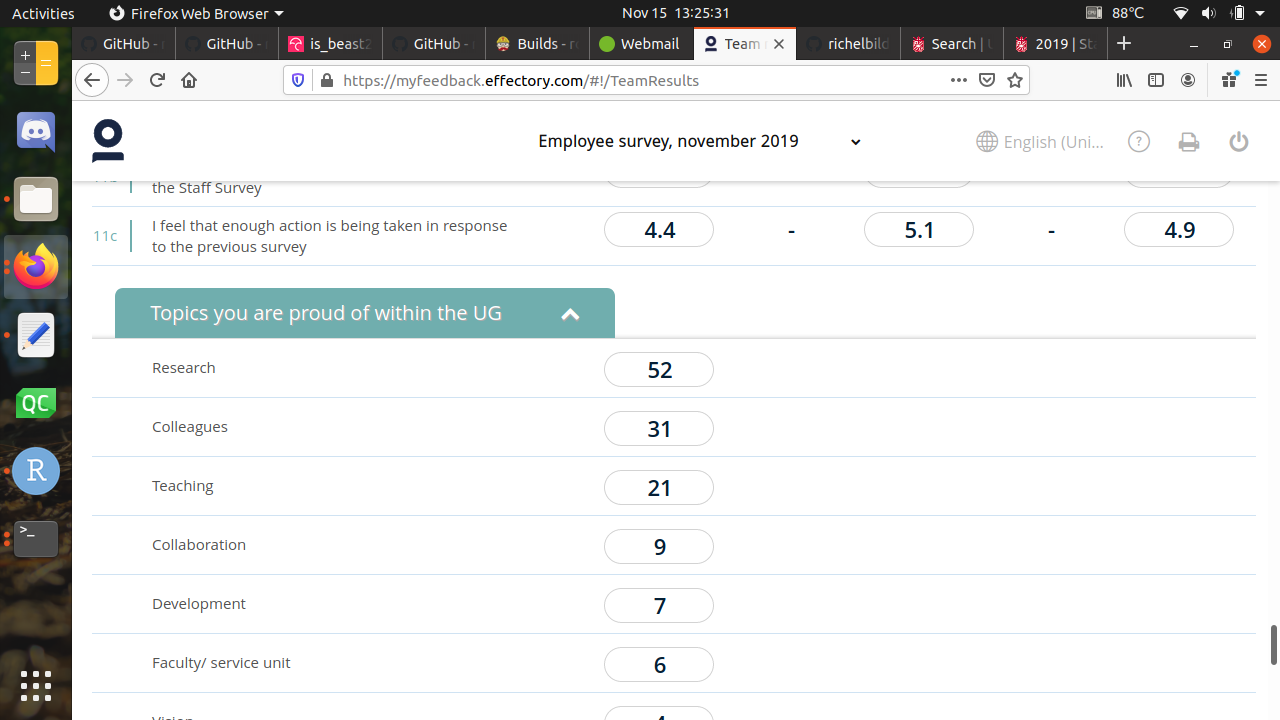 Activities Firefox Web Browser Nov 15 13:25:31 88°C
GitHub - GitHub - is_beast2 GitHub - Builds - r Webmail Team richelbild Search | 2019 | St
https://myfeedback.effectory.com/#!/TeamResults
Employee survey, november 2019 English (Uni... ?
the Staff Survey
11c I feel that enough action is being taken in response 4.4 - 5.1 - 4.9
to the previous survey
Topics you are proud of within the UG
Research 52
Colleagues 31
Teaching 21
Collaboration 9
Development 7
Faculty/ service unit 6
QC
R
>_